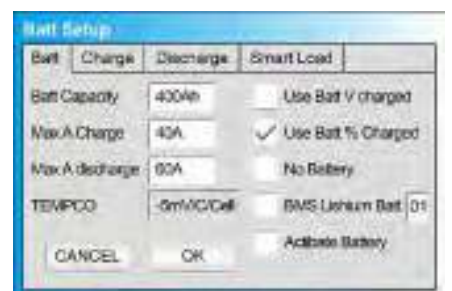 Batt Setup
Batt Charge Discharge Smart Load
Batt Capacity 400Ah Use Batt V charged
Max A Charge 40A Use Batt % Charged
Max A discharge 60A No Battery
TEMPCO -5mV/C/Cell BMS Lithium Batt 01
CANCEL OK Activate Battery